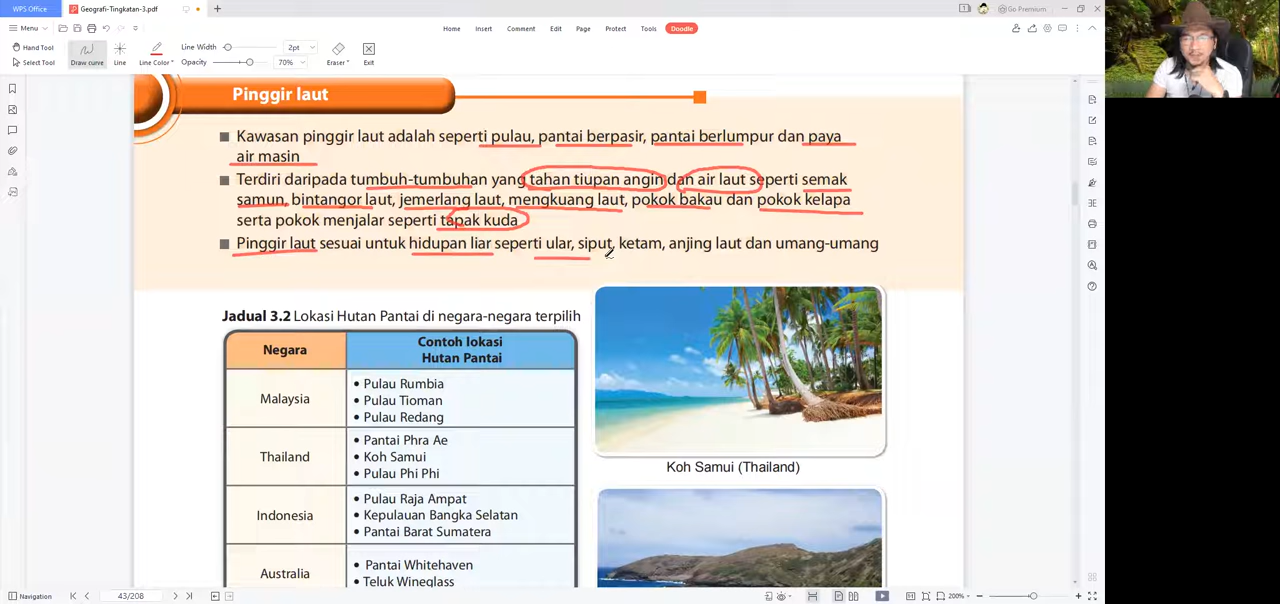 WPS Office
Geografi-Tingkatan-3.pdf
Go Premium
Menu
Home
Insert
Comment
Edit
Page
Protect
Tools
Doodle
Hand Tool
Select Tool
Draw curve
Line
Line Color
Line Width
2pt
Opacity
70%
Eraser
Exit
Pinggir laut
Kawasan pinggir laut adalah seperti pulau, pantai berpasir, pantai berlumpur dan paya
air masin
Terdiri daripada tumbuh-tumbuhan yang tahan tiupan angin dan air laut seperti semak
samun, bintangor laut, jemerlang laut, mengkuang laut, pokok bakau dan pokok kelapa
serta pokok menjalar seperti tapak kuda
Pinggir laut sesuai untuk hidupan liar seperti ular, siput, ketam, anjing laut dan umang-umang
Jadual 3.2 Lokasi Hutan Pantai di negara-negara terpilih
Negara
Contoh lokasi
Hutan Pantai
Malaysia
• Pulau Rumbia
• Pulau Tioman
• Pulau Redang
Thailand
• Pantai Phra Ae
• Koh Samui
• Pulau Phi Phi
Indonesia
• Pulau Raja Ampat
• Kepulauan Bangka Selatan
• Pantai Barat Sumatera
Australia
• Pantai Whitehaven
• Teluk Wineglass
Koh Samui (Thailand)
Navigation
43/208
200%